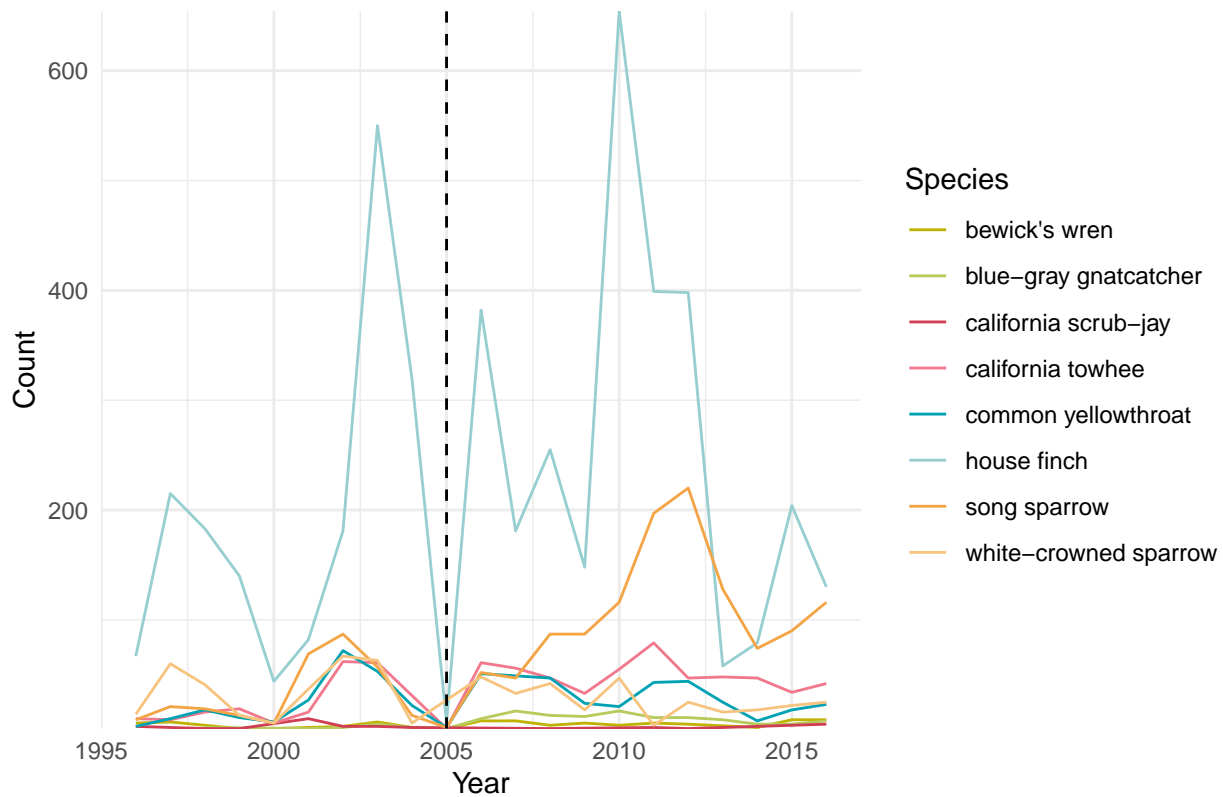 600
400
200
Count
1995 2000 2005 2010 2015
Year
Species
bewick's wren
blue−gray gnatcatcher
california scrub−jay
california towhee
common yellowthroat
house finch
song sparrow
white−crowned sparrow